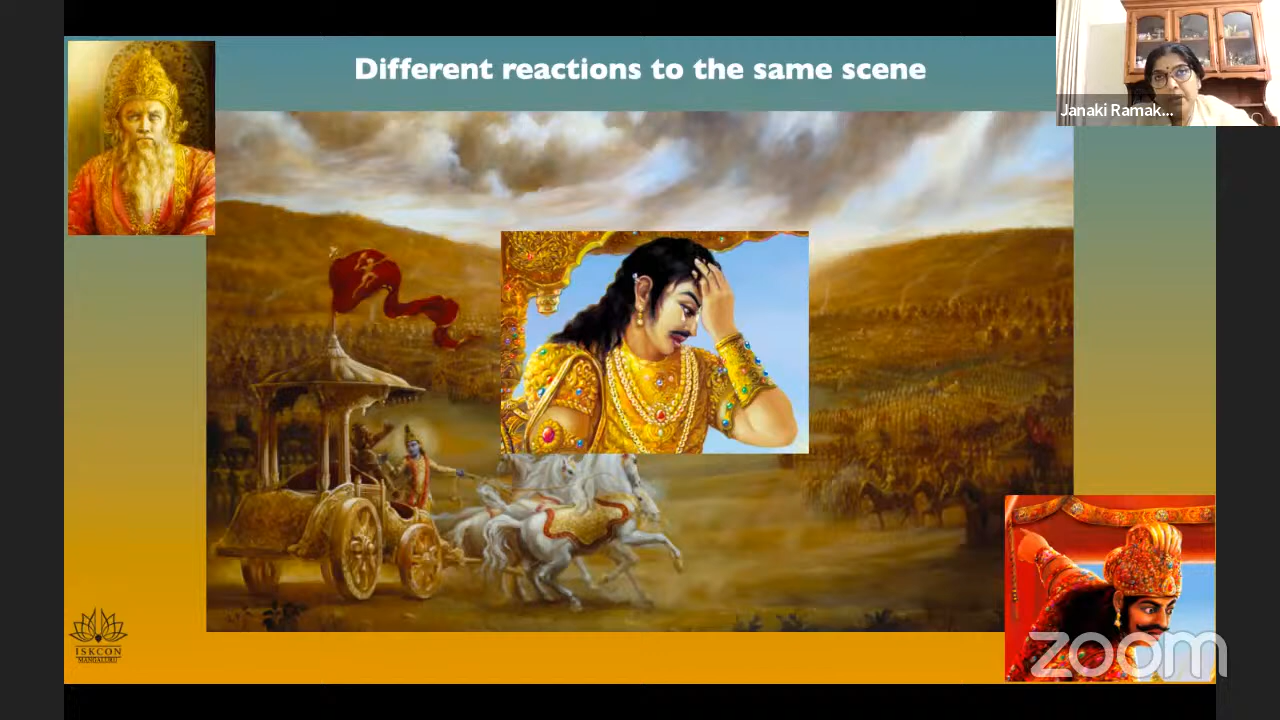 Different reactions to the same scene
Janaki Ramak...
ISKCON
MANGALURU
zoom